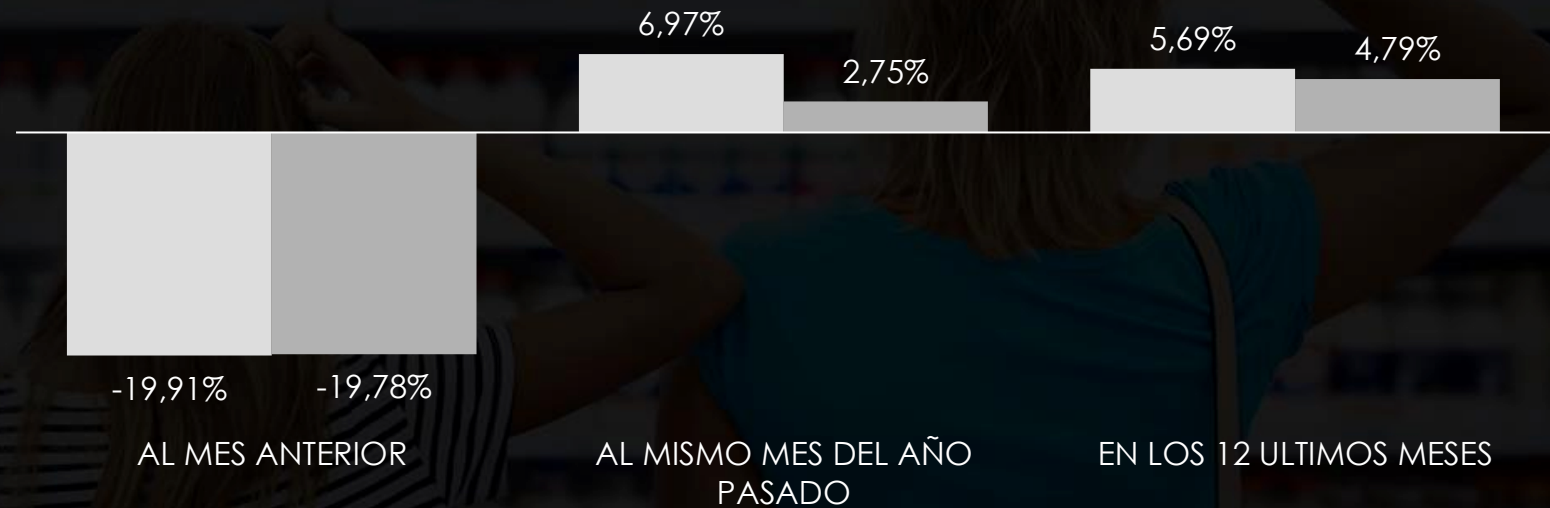 6,97%
2,75%
5,69%
4,79%
-19,91%
-19,78%
AL MES ANTERIOR
AL MISMO MES DEL AÑO
PASADO
EN LOS 12 ULTIMOS MESES